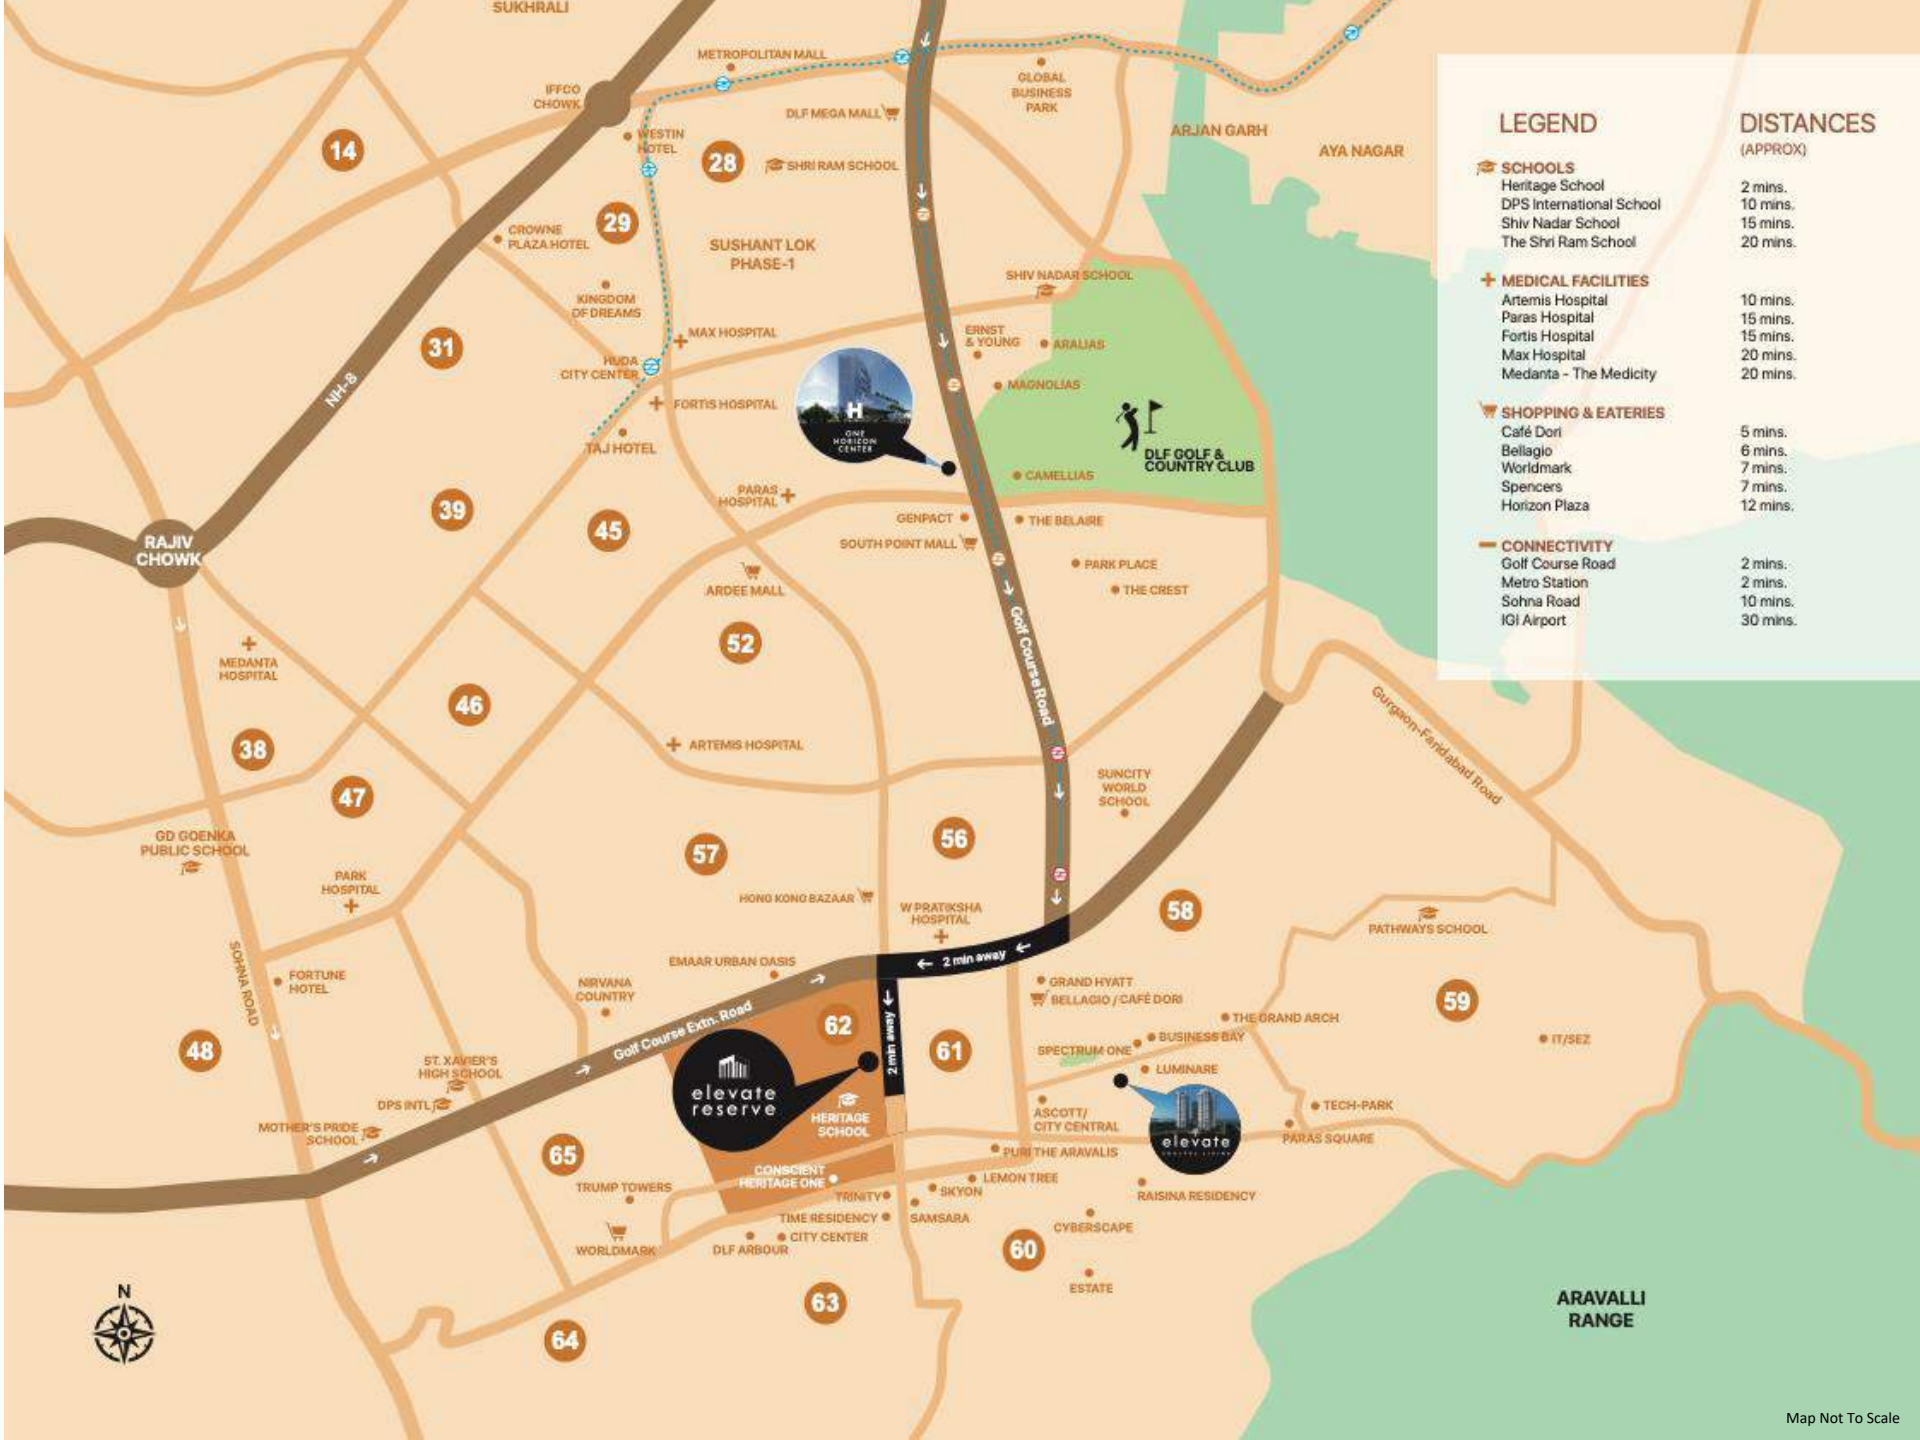 SUKHRALI
METROPOLITAN MALL
IFFCO
CHOWK
GLOBAL
BUSINESS
PARK
DLF MEGA MALL
WESTIN
HOTEL
14
28
SHRI RAM SCHOOL
ARJAN GARH
AYA NAGAR
29
CROWNE
PLAZA HOTEL
SUSHANT LOK
PHASE-1
SHIV NADAR SCHOOL
KINGDOM
OF DREAMS
MAX HOSPITAL
ERNST
& YOUNG
ARALIAS
31
HUDA
CITY CENTER
NH-8
MAGNOLIAS
FORTIS HOSPITAL
H
ONE
HORIZON
CENTER
TAJ HOTEL
DLF GOLF &
COUNTRY CLUB
CAMELLIAS
PARAS
HOSPITAL
39
45
GENPACT
THE BELAIRE
RAJIV
CHOWK
SOUTH POINT MALL
PARK PLACE
ARDEE MALL
THE CREST
Golf Course Road
52
MEDANTA
HOSPITAL
46
38
ARTEMIS HOSPITAL
Gurgaon-Faridabad Road
47
SUNCITY
WORLD
SCHOOL
GD GOENKA
PUBLIC SCHOOL
57
56
PARK
HOSPITAL
HONG KONG BAZAAR
W PRATIKSHA
HOSPITAL
58
PATHWAYS SCHOOL
2 min away
SOHNA ROAD
FORTUNE
HOTEL
EMAAR URBAN OASIS
NIRVANA
COUNTRY
GRAND HYATT
BELLAGIO / CAFÉ DORI
59
Golf Course Extn. Road
62
2 min away
THE GRAND ARCH
BUSINESS BAY
IT/SEZ
48
61
SPECTRUM ONE
ST. XAVIER'S
HIGH SCHOOL
LUMINARE
elevate
reserve
DPS INTL
HERITAGE
SCHOOL
ASCOTT/
CITY CENTRAL
TECH-PARK
MOTHER'S PRIDE
SCHOOL
elevate
PARAS SQUARE
65
PURI THE ARAVALIS
CONSCIENT
HERITAGE ONE
LEMON TREE
TRUMP TOWERS
TRINITY
SKYON
RAISINA RESIDENCY
TIME RESIDENCY
SAMSARA
CYBERSCAPE
CITY CENTER
WORLDMARK
DLF ARBOUR
60
ESTATE
63
64
N
ARAVALLI
RANGE
LEGEND
DISTANCES
(APPROX)
SCHOOLS
Heritage School 2 mins.
DPS International School 10 mins.
Shiv Nadar School 15 mins.
The Shri Ram School 20 mins.
MEDICAL FACILITIES
Artemis Hospital 10 mins.
Paras Hospital 15 mins.
Fortis Hospital 15 mins.
Max Hospital 20 mins.
Medanta - The Medicity 20 mins.
SHOPPING & EATERIES
Café Dori 5 mins.
Bellagio 6 mins.
Worldmark 7 mins.
Spencers 7 mins.
Horizon Plaza 12 mins.
CONNECTIVITY
Golf Course Road 2 mins.
Metro Station 2 mins.
Sohna Road 10 mins.
IGI Airport 30 mins.
Map Not To Scale